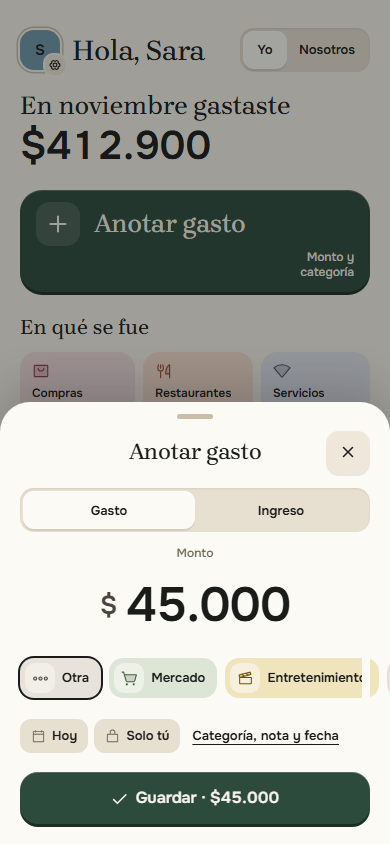 S
Hola, Sara
Yo
Nosotros
En noviembre gastaste
$412.900
Anotar gasto
Monto y
categoría
En qué se fue
Compras
Restaurantes
Servicios
Anotar gasto
Gasto
Ingreso
Monto
$ 45.000
Otra
Mercado
Entretenimiento
Hoy
Solo tú
Categoría, nota y fecha
Guardar · $45.000